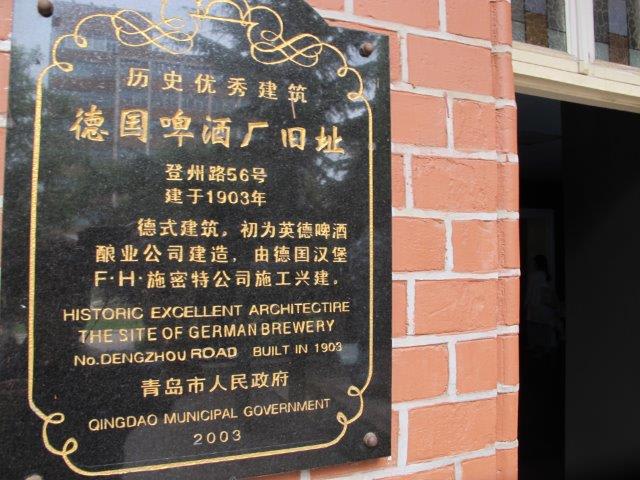 历史优秀建筑
德国啤酒厂旧址
登州路56号
建于1903年
德式建筑。初为英德啤酒
酿业公司建造，由德国汉堡
F·H·施密特公司施工兴建。
HISTORIC EXCELLENT ARCHITECTIRE
THE SITE OF GERMAN BREWERY
No.DENGZHOU ROAD BUILT IN 1903
青岛市人民政府
QINGDAO MUNICIPAL GOVERNMENT
2003